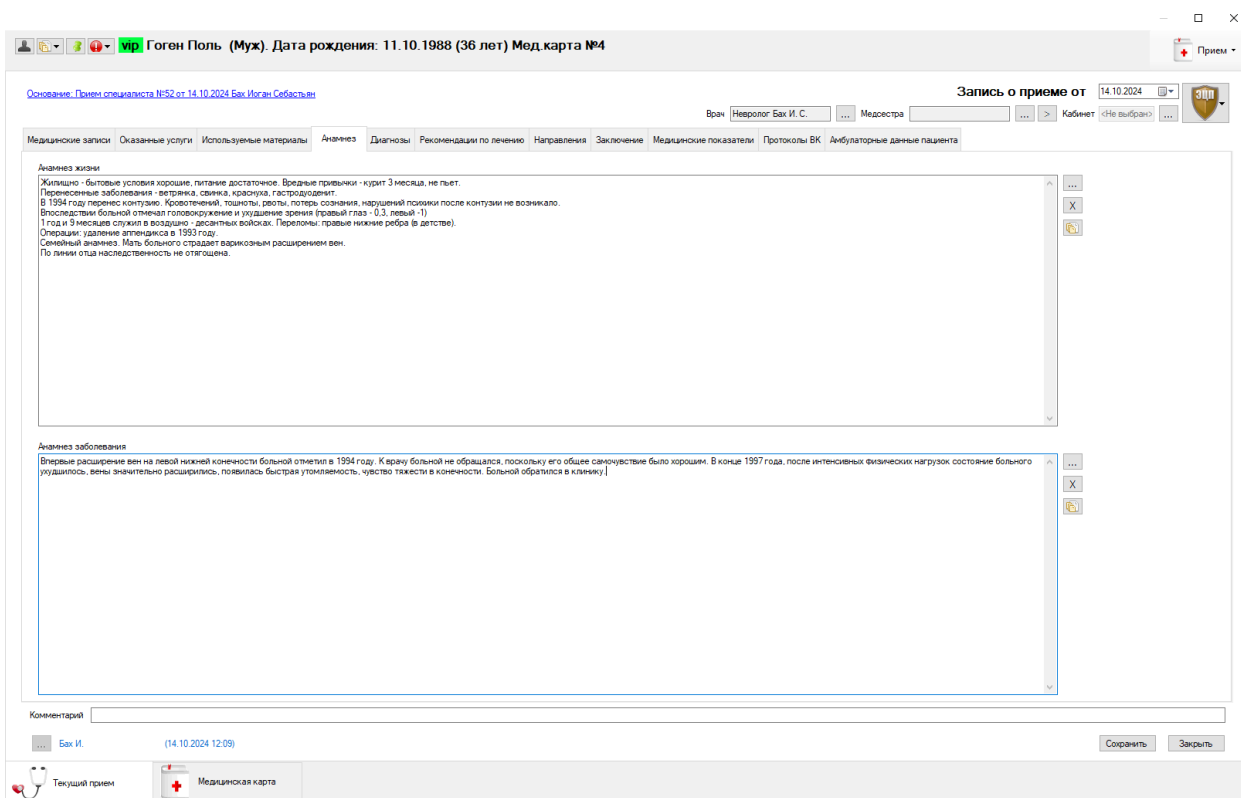 vip Гоген Поль (Муж). Дата рождения: 11.10.1988 (36 лет) Мед.карта №4
Прием
Основание: Прием специалиста №52 от 14.10.2024 Бах Иоган Себастьян
Запись о приеме от 14.10.2024
ЭЦП
Врач Невролог Бах И. С. ... Медсестра ... > Кабинет <Не выбран> ...
Медицинские записи Оказанные услуги Используемые материалы Анамнез Диагнозы Рекомендации по лечению Направления Заключение Медицинские показатели Протоколы ВК Амбулаторные данные пациента
Анамнез жизни
Жилищно - бытовые условия хорошие, питание достаточное. Вредные привычки - курит 3 месяца, не пьет.
Перенесенные заболевания - ветрянка, свинка, краснуха, гастродуоденит.
В 1994 году перенес контузию. Кровотечений, тошноты, рвоты, потерь сознания, нарушений психики после контузии не возникало.
Впоследствии больной отмечал головокружение и ухудшение зрения (правый глаз - 0,3, левый -1)
1 год и 9 месяцев служил в воздушно - десантных войсках. Переломы: правые нижние ребра (в детстве).
Операции: удаление аппендикса в 1993 году.
Семейный анамнез. Мать больного страдает варикозным расширением вен.
По линии отца наследственность не отягощена.
...
X
Анамнез заболевания
Впервые расширение вен на левой нижней конечности больной отметил в 1994 году. К врачу больной не обращался, поскольку его общее самочувствие было хорошим. В конце 1997 года, после интенсивных физических нагрузок состояние больного
ухудшилось, вены значительно расширились, появилась быстрая утомляемость, чувство тяжести в конечности. Больной обратился в клинику.
...
X
Комментарий
... Бах И. (14.10.2024 12:09) Сохранить Закрыть
Текущий прием Медицинская карта